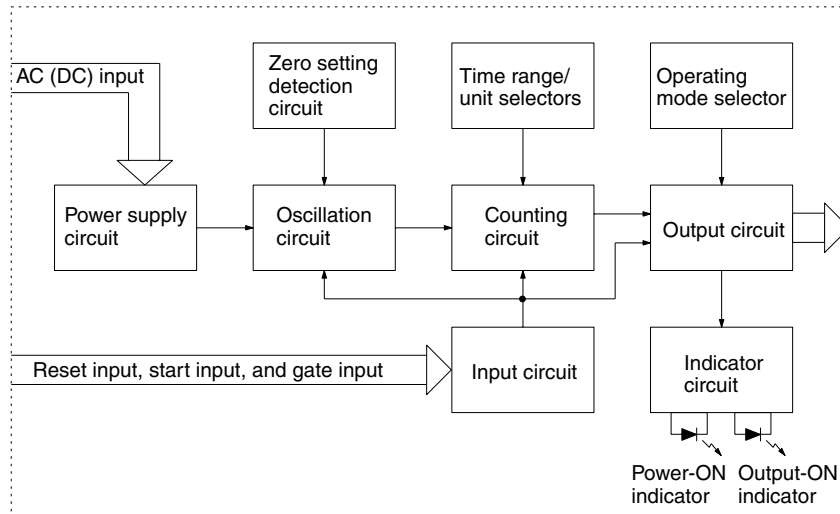 AC (DC) input
Zero setting
detection
circuit
Time range/
unit selectors
Operating
mode selector
Power supply
circuit
Oscillation
circuit
Counting
circuit
Output circuit
Reset input, start input, and gate input
Input circuit
Indicator
circuit
Power-ON
indicator
Output-ON
indicator